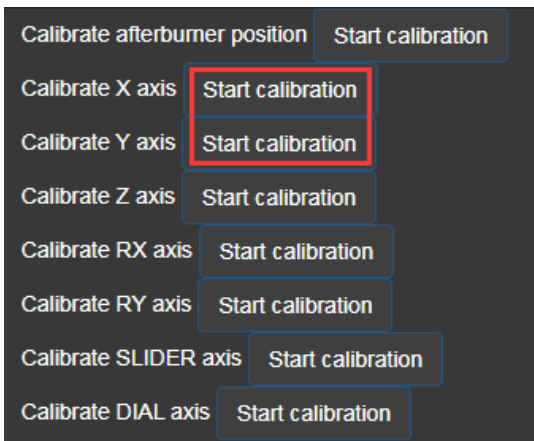 Calibrate afterburner position Start calibration
Calibrate X axis Start calibration
Calibrate Y axis Start calibration
Calibrate Z axis Start calibration
Calibrate RX axis Start calibration
Calibrate RY axis Start calibration
Calibrate SLIDER axis Start calibration
Calibrate DIAL axis Start calibration